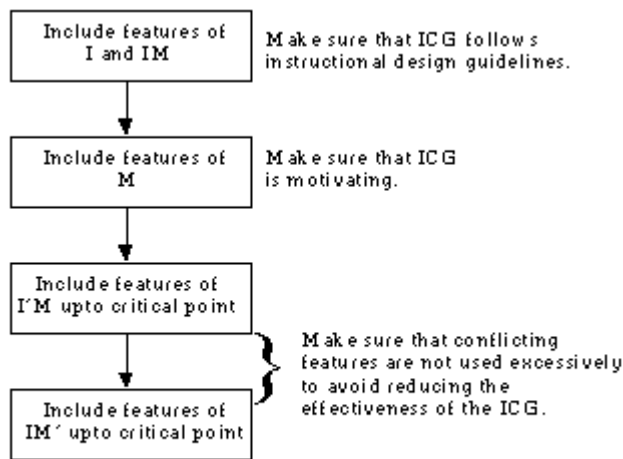 Include features of
I and IM
Make sure that ICG follows
instructional design guidelines.
Include features of
M
Make sure that ICG
is motivating.
Include features of
I´M upto critical point
Make sure that conflicting
features are not used excessively
to avoid reducing the
effectiveness of the ICG.
Include features of
IM´ upto critical point